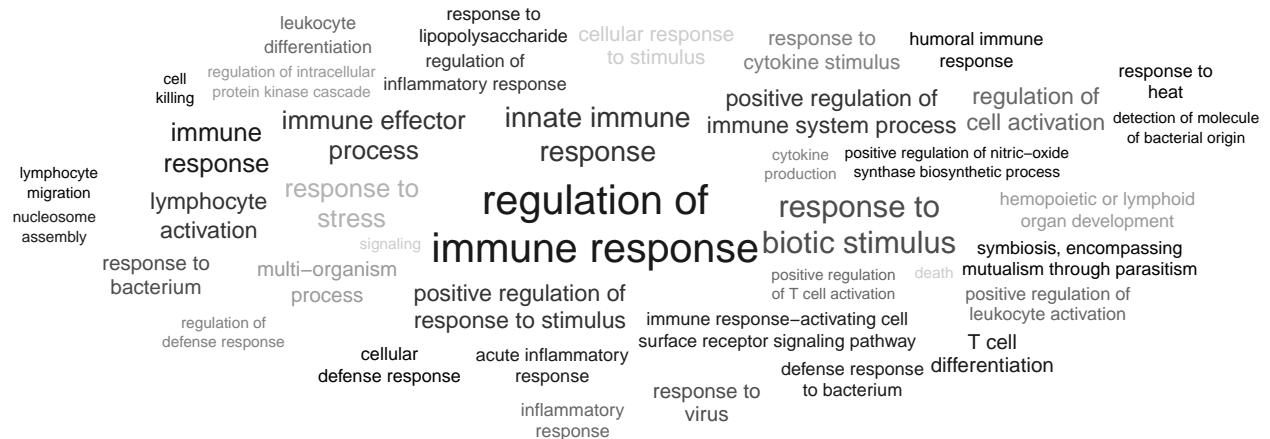 leukocyte
differentiation
response to
lipopolysaccharide
cellular response
to stimulus
response to
cytokine stimulus
humoral immune
response
cell
killing
regulation of intracellular
protein kinase cascade
regulation of
inflammatory response
response to
heat
immune
response
immune effector
process
innate immune
response
positive regulation of
immune system process
regulation of
cell activation
detection of molecule
of bacterial origin
cytokine
production
positive regulation of nitric−oxide
synthase biosynthetic process
lymphocyte
migration
nucleosome
assembly
lymphocyte
activation
response to
stress
signaling
regulation of
immune response
response to
biotic stimulus
hemopoietic or lymphoid
organ development
symbiosis, encompassing
mutualism through parasitism
response to
bacterium
multi−organism
process
positive regulation of
response to stimulus
positive regulation
of T cell activation
death
positive regulation of
leukocyte activation
regulation of
defense response
immune response−activating cell
surface receptor signaling pathway
T cell
differentiation
cellular
defense response
acute inflammatory
response
defense response
to bacterium
inflammatory
response
response to
virus